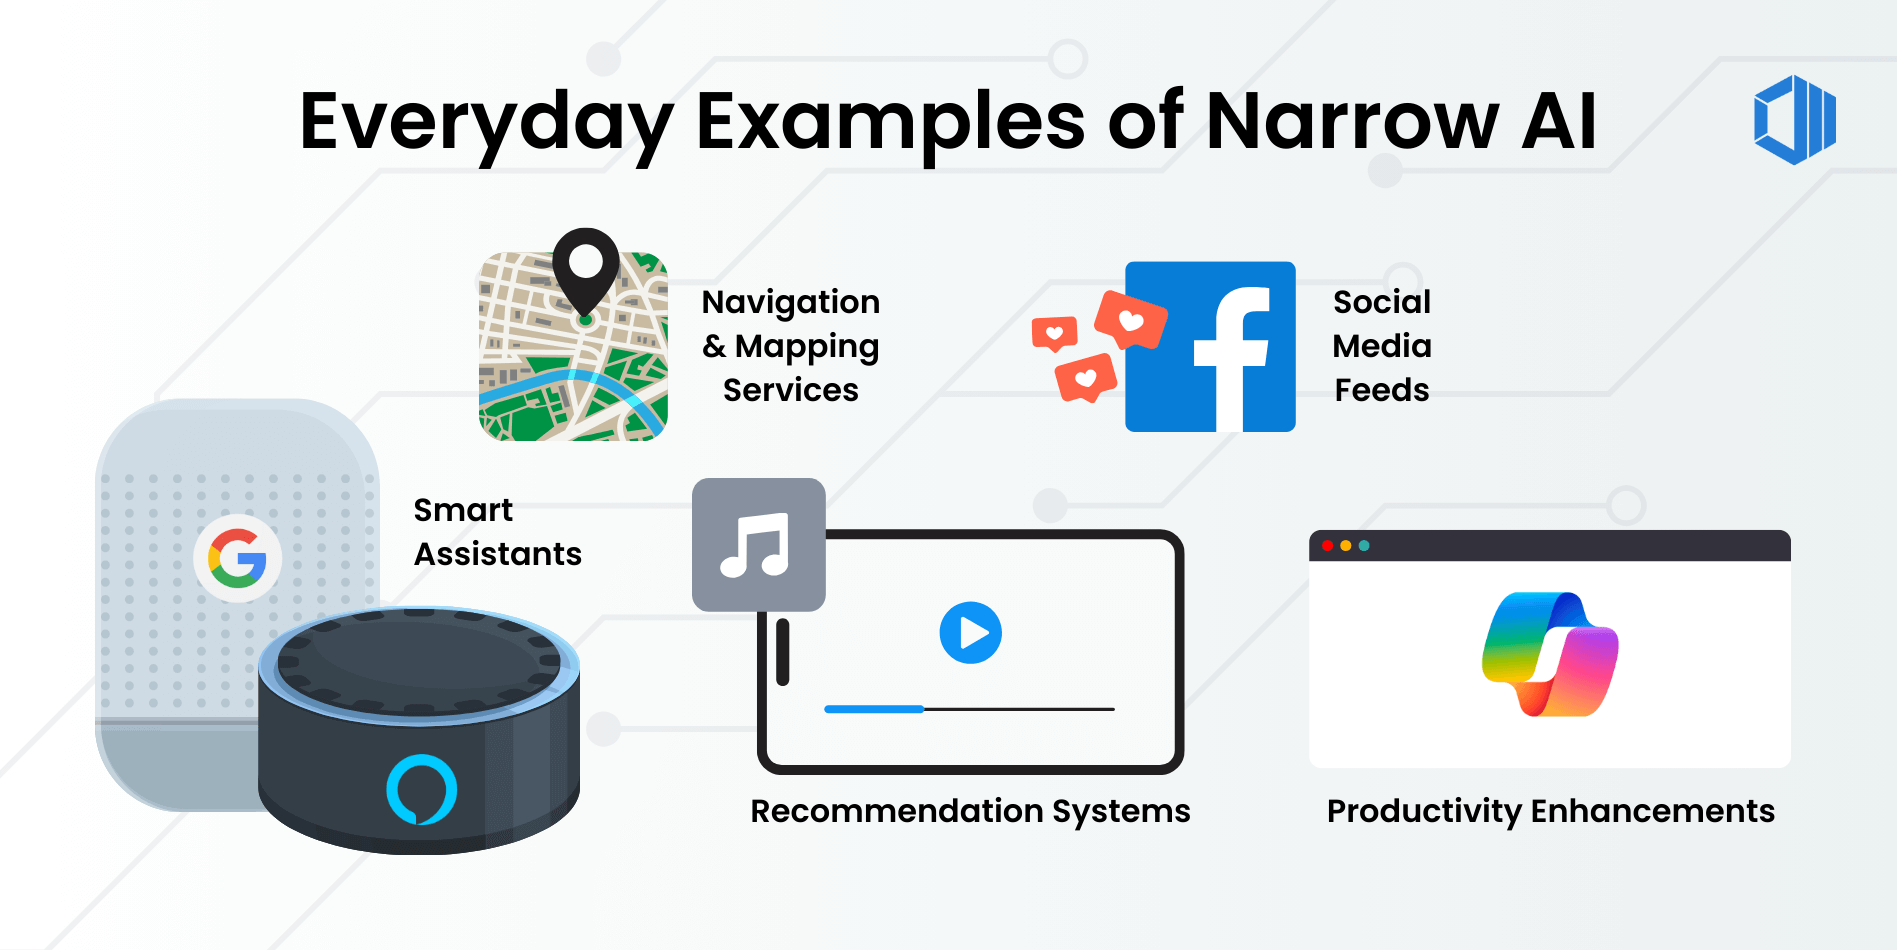 Everyday Examples of Narrow AI
Navigation
& Mapping
Services
Social
Media
Feeds
Smart
Assistants
Recommendation Systems
Productivity Enhancements